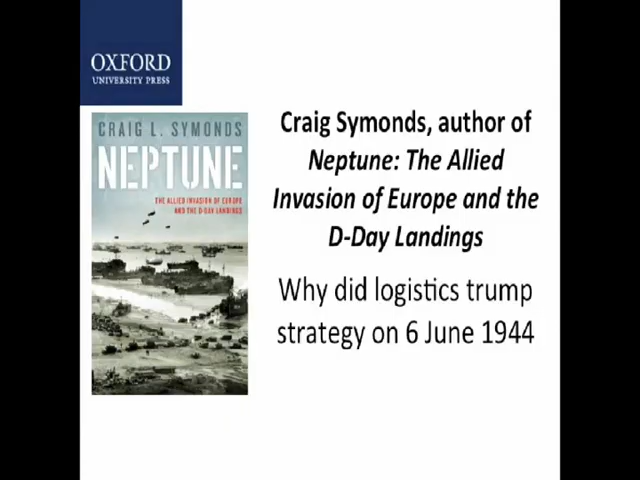 OXFORD
UNIVERSITY PRESS
CRAIG L. SYMONDS
NEPTUNE
THE ALLIED INVASION OF EUROPE
AND THE D-DAY LANDINGS
Craig Symonds, author of
Neptune: The Allied
Invasion of Europe and the
D-Day Landings
Why did logistics trump
strategy on 6 June 1944